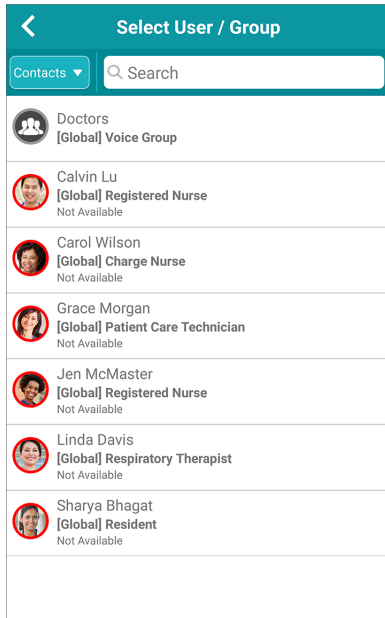 Select User / Group
Contacts
Search
Doctors
[Global] Voice Group
Calvin Lu
[Global] Registered Nurse
Not Available
Carol Wilson
[Global] Charge Nurse
Not Available
Grace Morgan
[Global] Patient Care Technician
Not Available
Jen McMaster
[Global] Registered Nurse
Not Available
Linda Davis
[Global] Respiratory Therapist
Not Available
Sharya Bhagat
[Global] Resident
Not Available